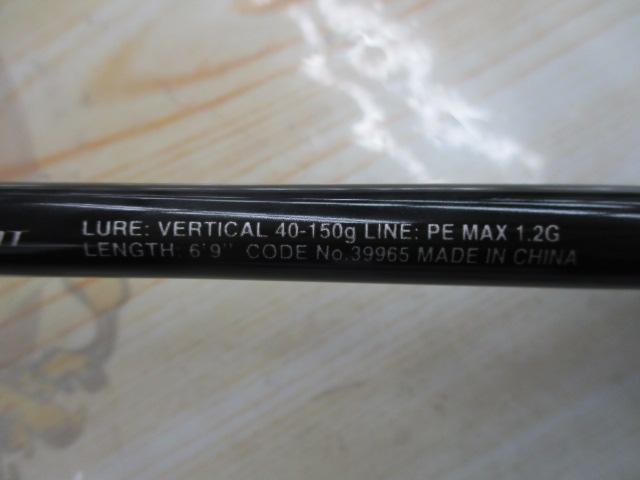 LURE: VERTICAL 40-150g LINE: PE MAX 1.2G
LENGTH: 6'9" CODE No.39965 MADE IN CHINA